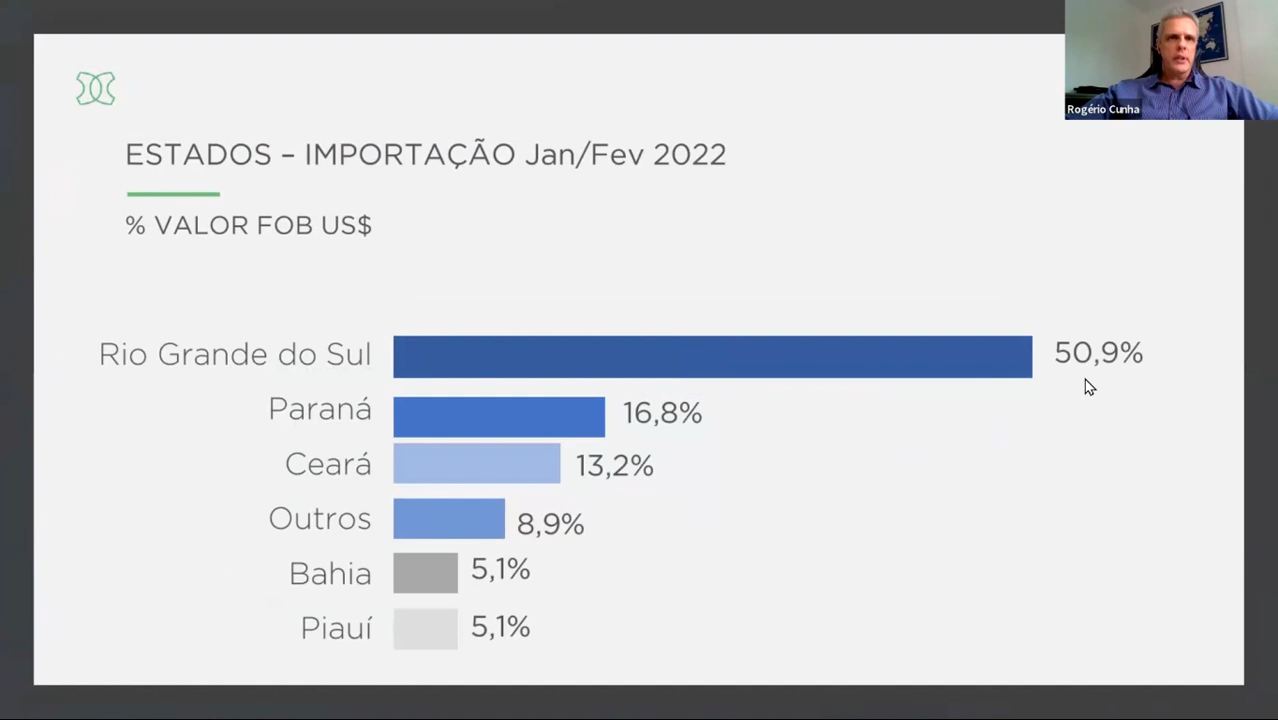 Rogério Cunha
ESTADOS – IMPORTAÇÃO Jan/Fev 2022
% VALOR FOB US$
Rio Grande do Sul 50,9%
Paraná 16,8%
Ceará 13,2%
Outros 8,9%
Bahia 5,1%
Piauí 5,1%